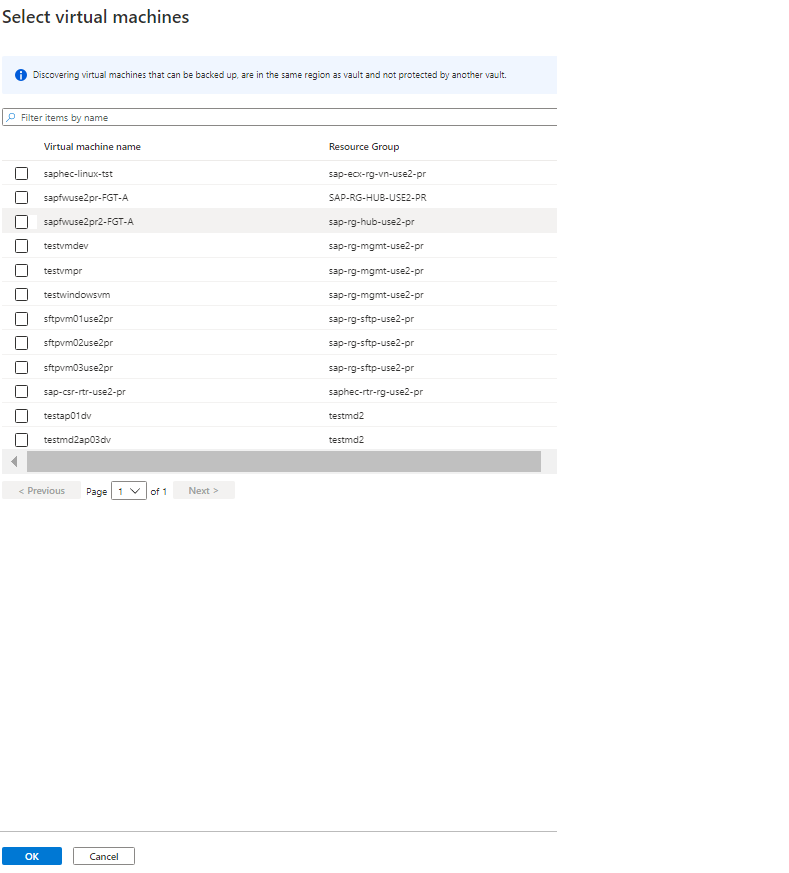 Select virtual machines
Discovering virtual machines that can be backed up, are in the same region as vault and not protected by another vault.
Filter items by name
Virtual machine name Resource Group
saphec-linux-tst sap-ecx-rg-vn-use2-pr
sapfwuse2pr-FGT-A SAP-RG-HUB-USE2-PR
sapfwuse2pr2-FGT-A sap-rg-hub-use2-pr
testvmdev sap-rg-mgmt-use2-pr
testvmpr sap-rg-mgmt-use2-pr
testwindowsvm sap-rg-mgmt-use2-pr
sftpvm01use2pr sap-rg-sftp-use2-pr
sftpvm02use2pr sap-rg-sftp-use2-pr
sftpvm03use2pr sap-rg-sftp-use2-pr
sap-csr-rtr-use2-pr saphec-rtr-rg-use2-pr
testap01dv testmd2
testmd2ap03dv testmd2
< Previous Page 1 of 1 Next >
OK Cancel